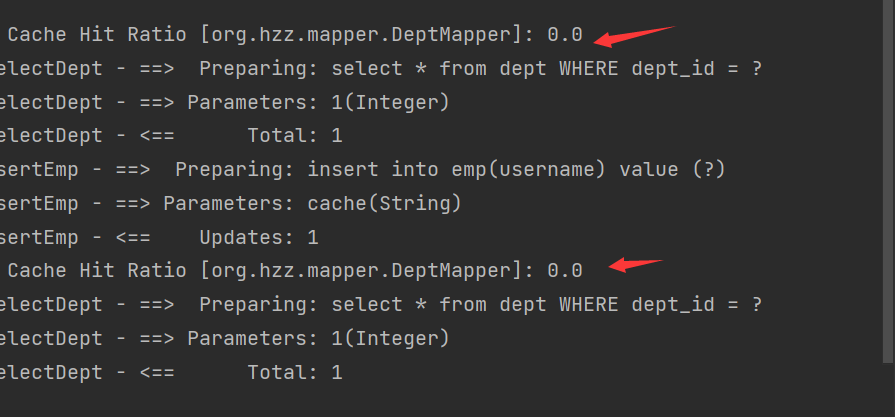 Cache Hit Ratio [org.hzz.mapper.DeptMapper]: 0.0
electDept - ==>  Preparing: select * from dept WHERE dept_id = ?
electDept - ==> Parameters: 1(Integer)
electDept - <==      Total: 1
sertEmp - ==>  Preparing: insert into emp(username) value (?)
sertEmp - ==> Parameters: cache(String)
sertEmp - <==    Updates: 1
Cache Hit Ratio [org.hzz.mapper.DeptMapper]: 0.0
electDept - ==>  Preparing: select * from dept WHERE dept_id = ?
electDept - ==> Parameters: 1(Integer)
electDept - <==      Total: 1